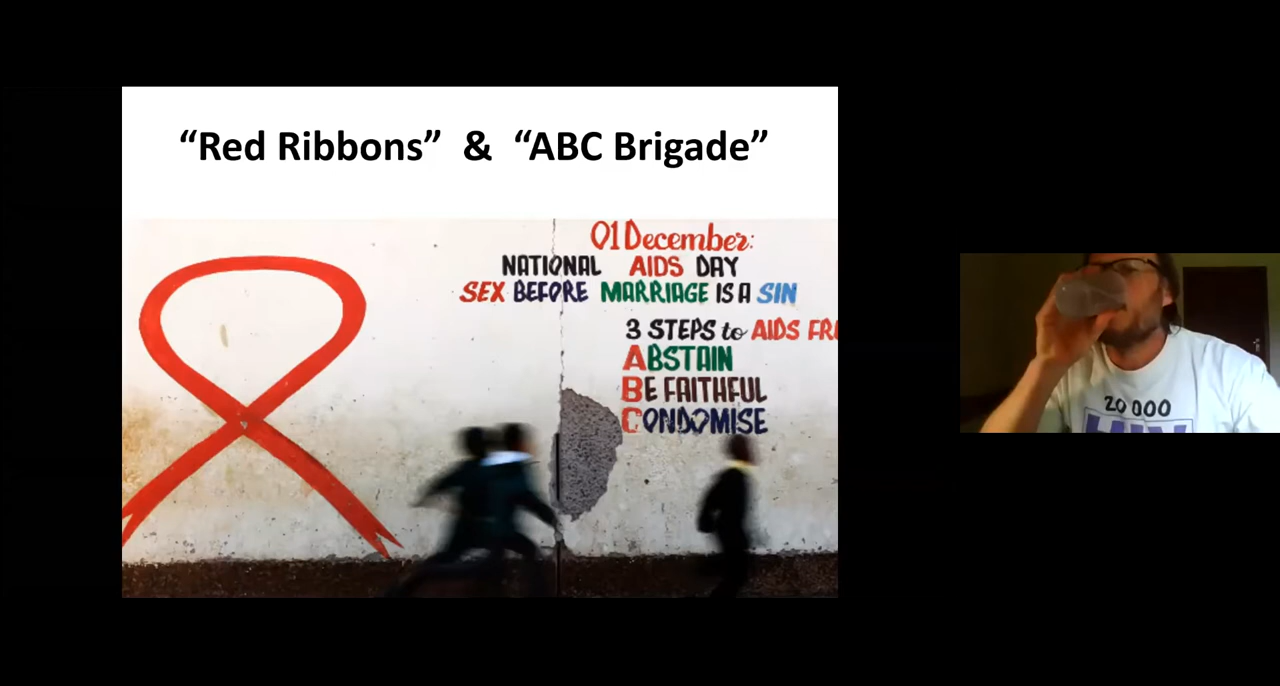 “Red Ribbons” & “ABC Brigade”
01 December:
NATIONAL AIDS DAY
SEX BEFORE MARRIAGE IS A SIN
3 STEPS to AIDS FR
ABSTAIN
BE FAITHFUL
CONDOMISE
20 000
HIV